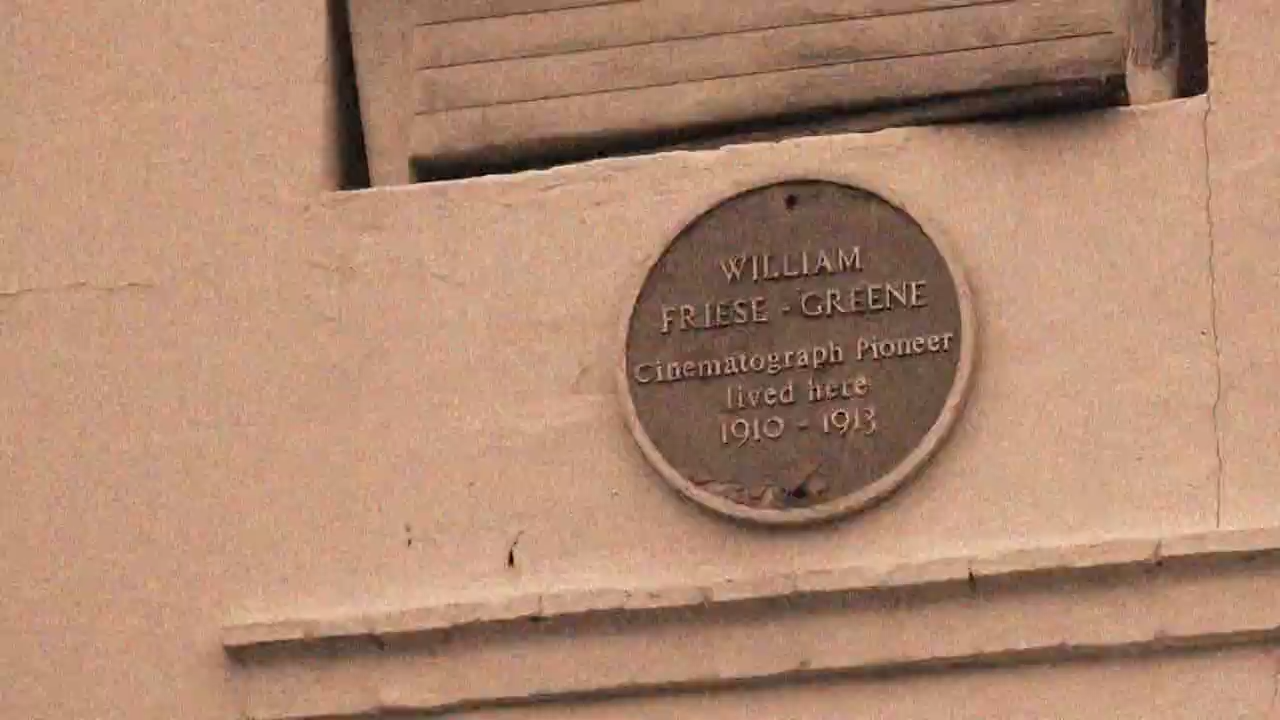 WILLIAM
FRIESE - GREENE
Cinematograph Pioneer
lived here
1910 - 1913